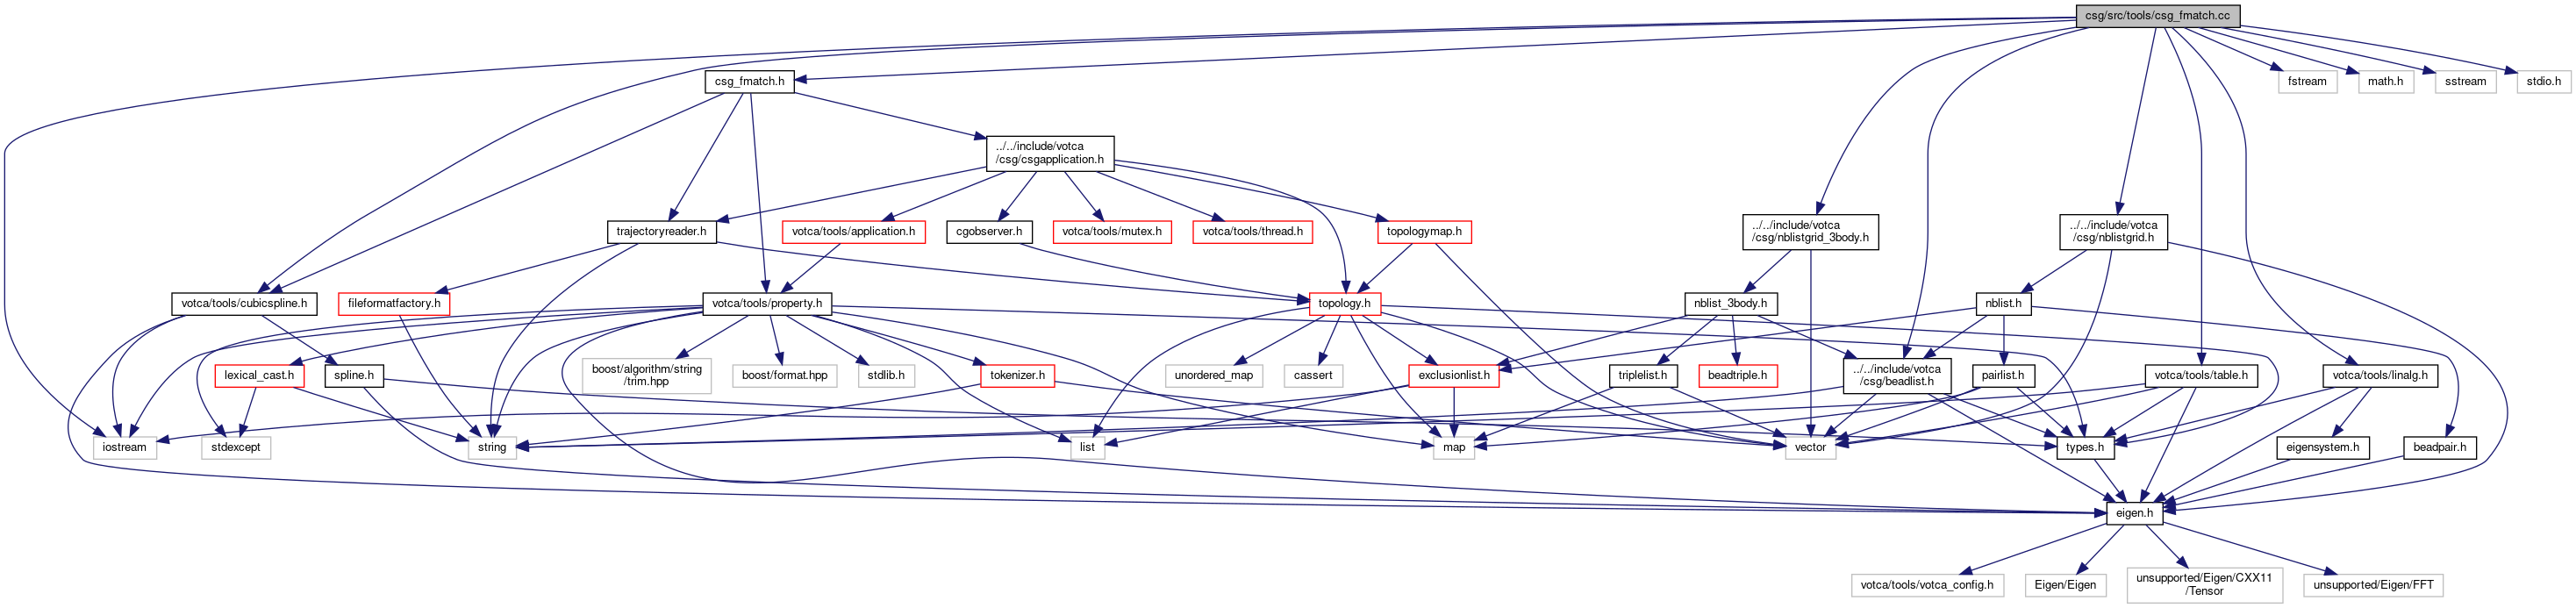 csg/src/tools/csg_fmatch.cc
csg_fmatch.h
fstream
math.h
sstream
stdio.h
../../include/votca
/csg/csgapplication.h
trajectoryreader.h
votca/tools/application.h
cgobserver.h
votca/tools/mutex.h
votca/tools/thread.h
topologymap.h
../../include/votca
/csg/nblistgrid_3body.h
../../include/votca
/csg/nblistgrid.h
votca/tools/cubicspline.h
fileformatfactory.h
votca/tools/property.h
topology.h
nblist_3body.h
nblist.h
lexical_cast.h
spline.h
boost/algorithm/string
/trim.hpp
boost/format.hpp
stdlib.h
tokenizer.h
unordered_map
cassert
exclusionlist.h
triplelist.h
beadtriple.h
../../include/votca
/csg/beadlist.h
pairlist.h
votca/tools/table.h
votca/tools/linalg.h
iostream
stdexcept
string
list
map
vector
types.h
eigensystem.h
beadpair.h
eigen.h
votca/tools/votca_config.h
Eigen/Eigen
unsupported/Eigen/CXX11
/Tensor
unsupported/Eigen/FFT